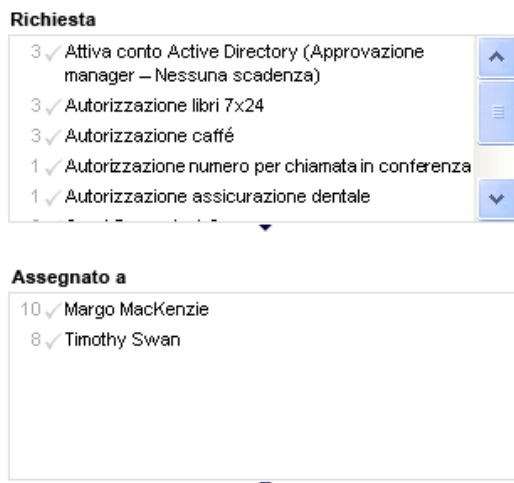 Richiesta
3 Attiva conto Active Directory (Approvazione
manager – Nessuna scadenza)
3 Autorizzazione libri 7x24
3 Autorizzazione caffé
1 Autorizzazione numero per chiamata in conferenza
1 Autorizzazione assicurazione dentale
Assegnato a
10 Margo MacKenzie
8 Timothy Swan